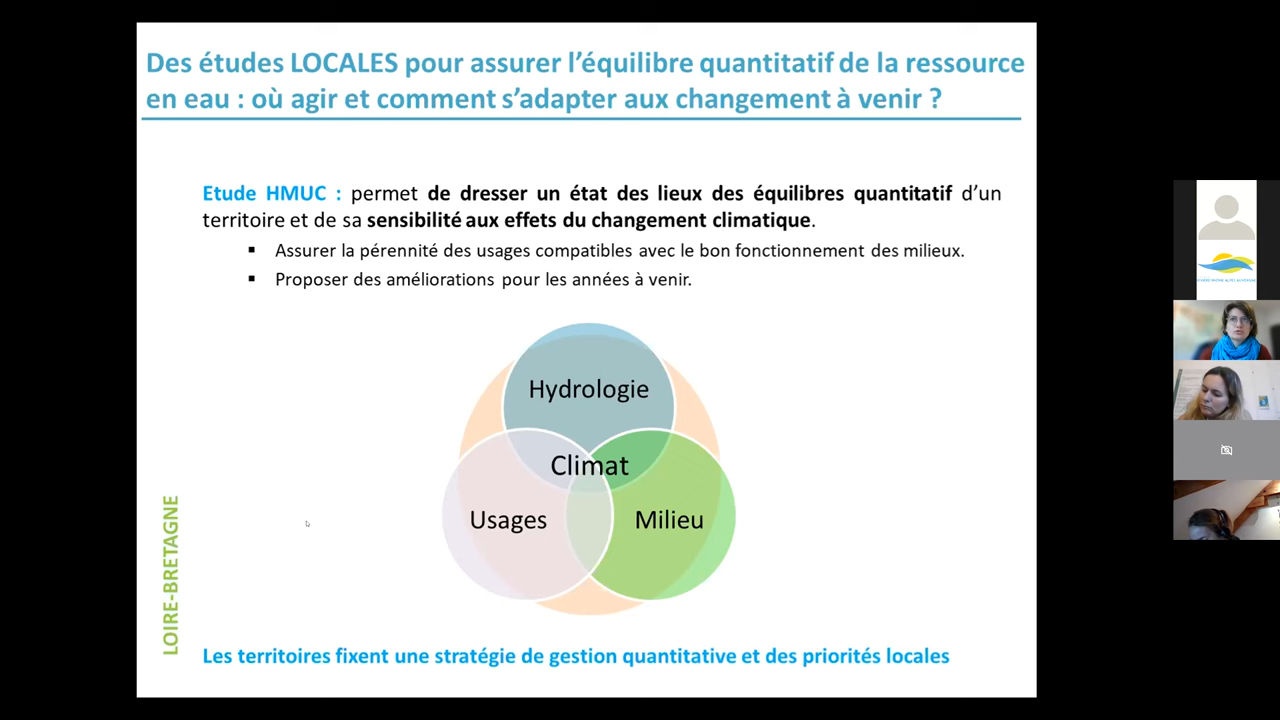 Des études LOCALES pour assurer l’équilibre quantitatif de la ressource
en eau : où agir et comment s’adapter aux changement à venir ?
Etude HMUC : permet de dresser un état des lieux des équilibres quantitatif d’un
territoire et de sa sensibilité aux effets du changement climatique.
▪ Assurer la pérennité des usages compatibles avec le bon fonctionnement des milieux.
▪ Proposer des améliorations pour les années à venir.
Hydrologie
Climat
Usages
Milieu
LOIRE-BRETAGNE
Les territoires fixent une stratégie de gestion quantitative et des priorités locales